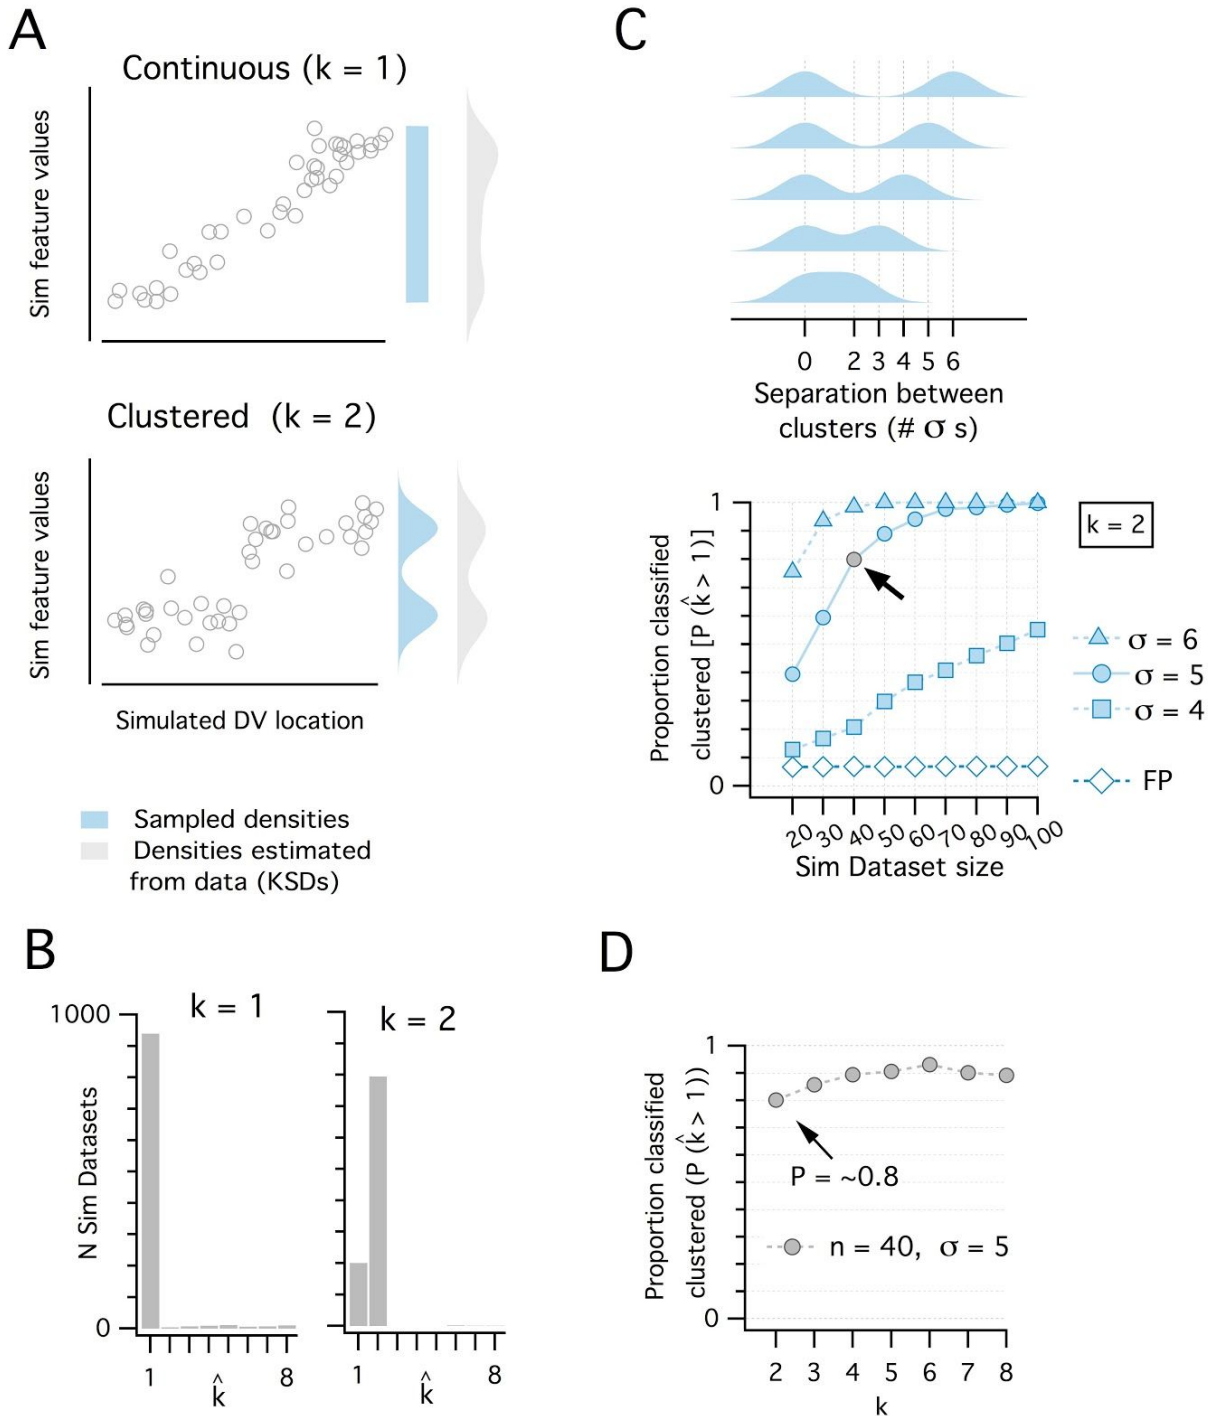 A
Continuous (k = 1)
Sim feature values
Clustered (k = 2)
Sim feature values
Simulated DV location
Sampled densities
Densities estimated
from data (KSDs)
B
k = 1
k = 2
1000
0
N Sim Datasets
1 8
k̂
1 8
k̂
C
0 2 3 4 5 6
Separation between
clusters (# σ s)
1
0
Proportion classified
clustered [P (k̂ > 1)]
k = 2
σ = 6
σ = 5
σ = 4
FP
20 30 40 50 60 70 80 90 100
Sim Dataset size
D
1
0
Proportion classified
clustered (P (k̂ > 1))
P = ~0.8
n = 40, σ = 5
2 3 4 5 6 7 8
k